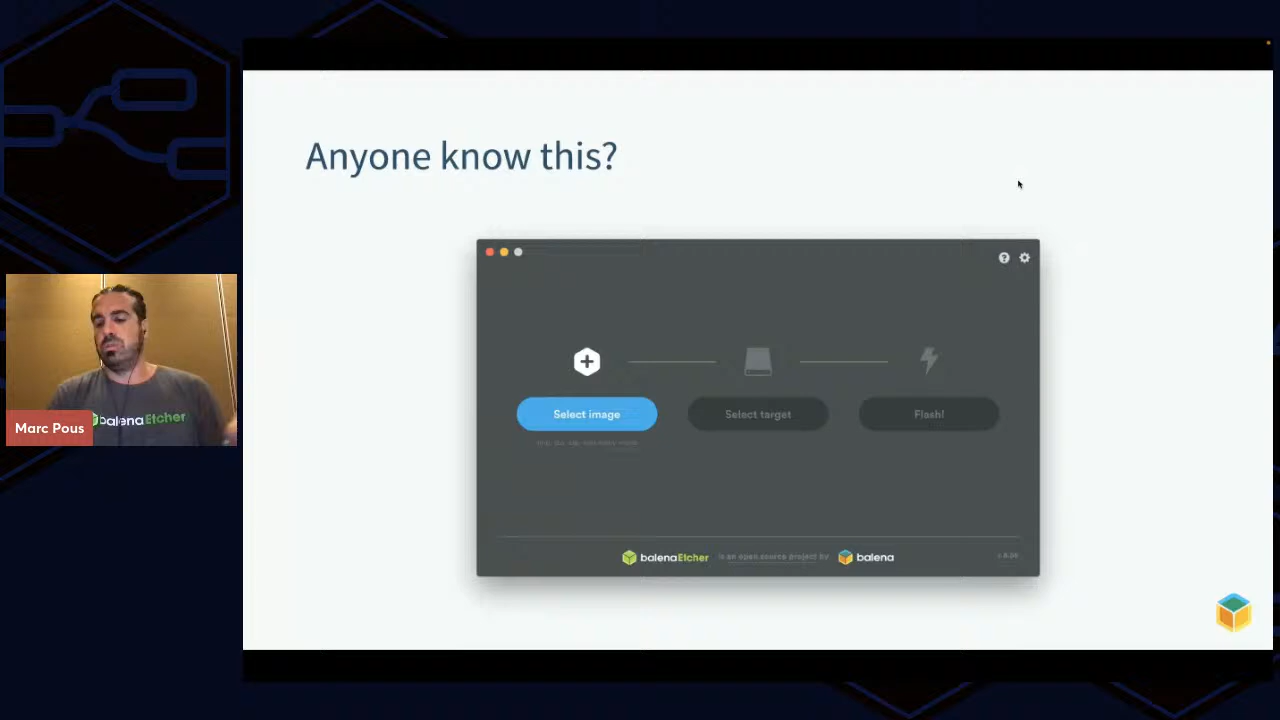 Anyone know this?
Select image
Select target
Flash!
balenaEtcher is an open source project by balena
balenaEtcher
Marc Pous